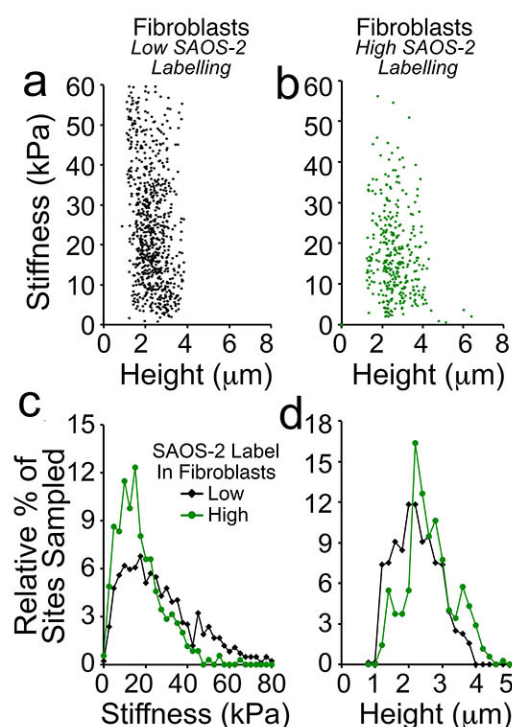 Fibroblasts
Low SAOS-2
Labelling
Fibroblasts
High SAOS-2
Labelling
a
b
60
50
40
30
20
10
0
Stiffness (kPa)
0 2 4 6 8
Height (μm)
60
50
40
30
20
10
0
0 2 4 6 8
Height (μm)
c
d
15
12
9
6
3
0
Relative % of
Sites Sampled
SAOS-2 Label
In Fibroblasts
Low
High
0 20 40 60 80
Stiffness (kPa)
18
15
12
9
6
3
0
0 1 2 3 4 5
Height (μm)